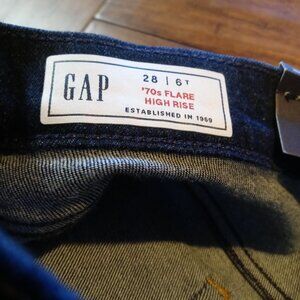 GAP
28 | 6T
'70s FLARE
HIGH RISE
ESTABLISHED IN 1969